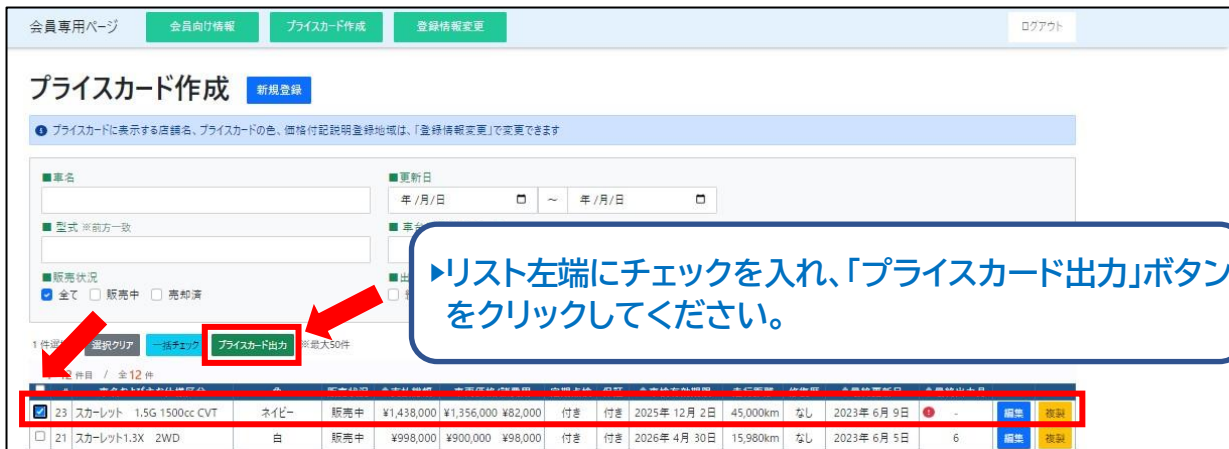 会員専用ページ 会員向け情報 プライスカード作成 登録情報変更 ログアウト
プライスカード作成 新規登録
プライスカードに表示する店舗名、プライスカードの色、価格付記説明登録地域は、「登録情報変更」で変更できます
■車名 ■更新日
年/月/日 ~ 年/月/日
■ 型式 ※前方一致 ■ 車台
■販売状況 ■出
全て 販売中 売却済
▶リスト左端にチェックを入れ、「プライスカード出力」ボタン
をクリックしてください。
1件選 選択クリア 一括チェック プライスカード出力 ※最大50件
件目 / 全12件
23 スカーレット 1.5G 1500cc CVT ネイビー 販売中 ¥1,438,000 ¥1,356,000 ¥82,000 付き 付き 2025年 12月 2日 45,000km なし 2023年 6月 9日 - 編集 複製
21 スカーレット1.3X 2WD 白 販売中 ¥998,000 ¥900,000 ¥98,000 付き 付き 2026年 4月 30日 15,980km なし 2023年 6月 5日 6 編集 複製